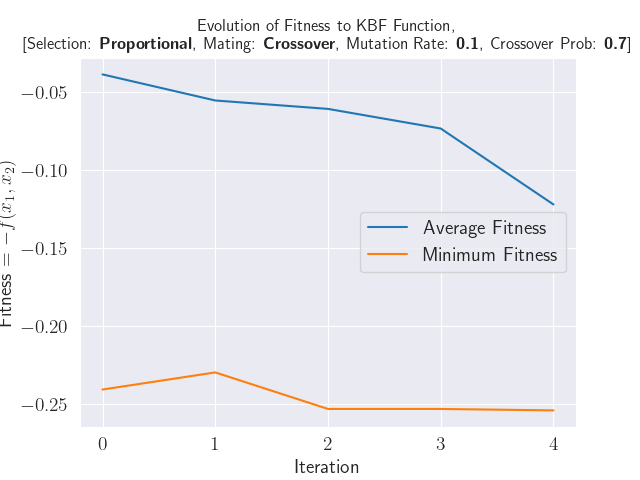 Evolution of Fitness to KBF Function,
[Selection: Proportional, Mating: Crossover, Mutation Rate: 0.1, Crossover Prob: 0.7]
Fitness = −f(x₁, x₂)
−0.05
−0.10
−0.15
−0.20
−0.25
Average Fitness
Minimum Fitness
0 1 2 3 4
Iteration